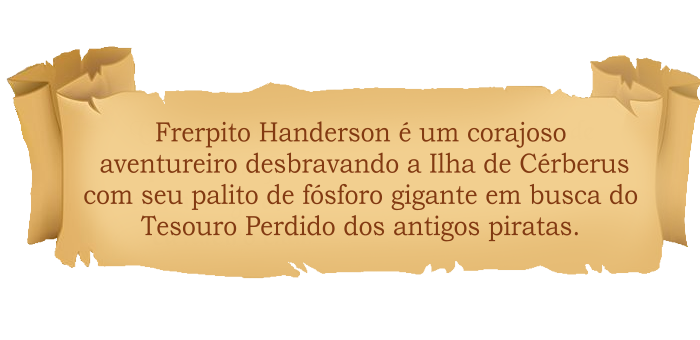 Frerpito Handerson é um corajoso
aventureiro desbravando a Ilha de Cérberus
com seu palito de fósforo gigante em busca do
Tesouro Perdido dos antigos piratas.